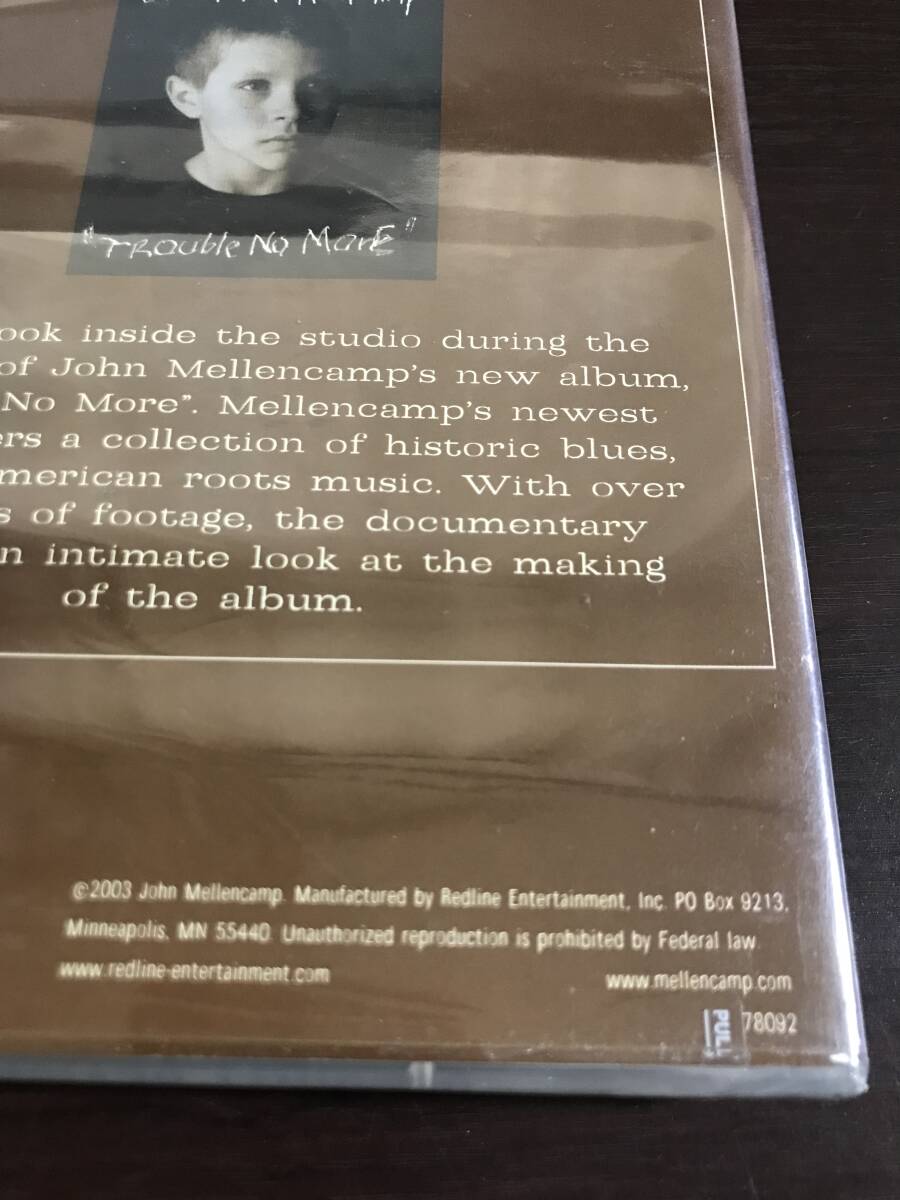 "TROUBLE NO MORE"
ook inside the studio during the
of John Mellencamp's new album,
No More". Mellencamp's newest
ers a collection of historic blues,
merican roots music. With over
s of footage, the documentary
n intimate look at the making
of the album.
©2003 John Mellencamp. Manufactured by Redline Entertainment, Inc. PO Box 9213,
Minneapolis, MN 55440 Unauthorized reproduction is prohibited by Federal law.
www.redline-entertainment.com www.mellencamp.com
PULL 78092